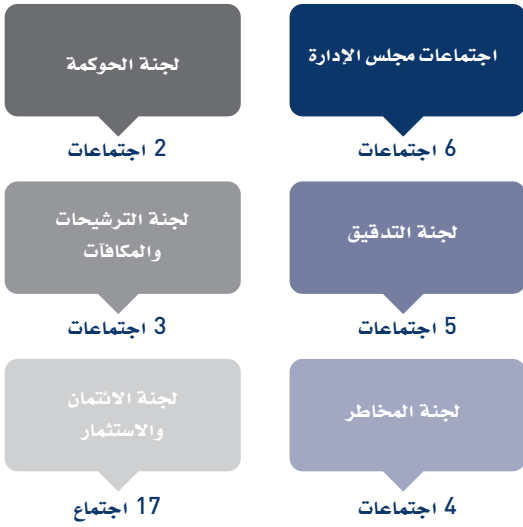 اجتماعات مجلس الإدارة
6 اجتماعات
لجنة الحوكمة
2 اجتماعات
لجنة التدقيق
5 اجتماعات
لجنة الترشيحات
والمكافآت
3 اجتماعات
لجنة المخاطر
4 اجتماعات
لجنة الائتمان
والاستثمار
17 اجتماع